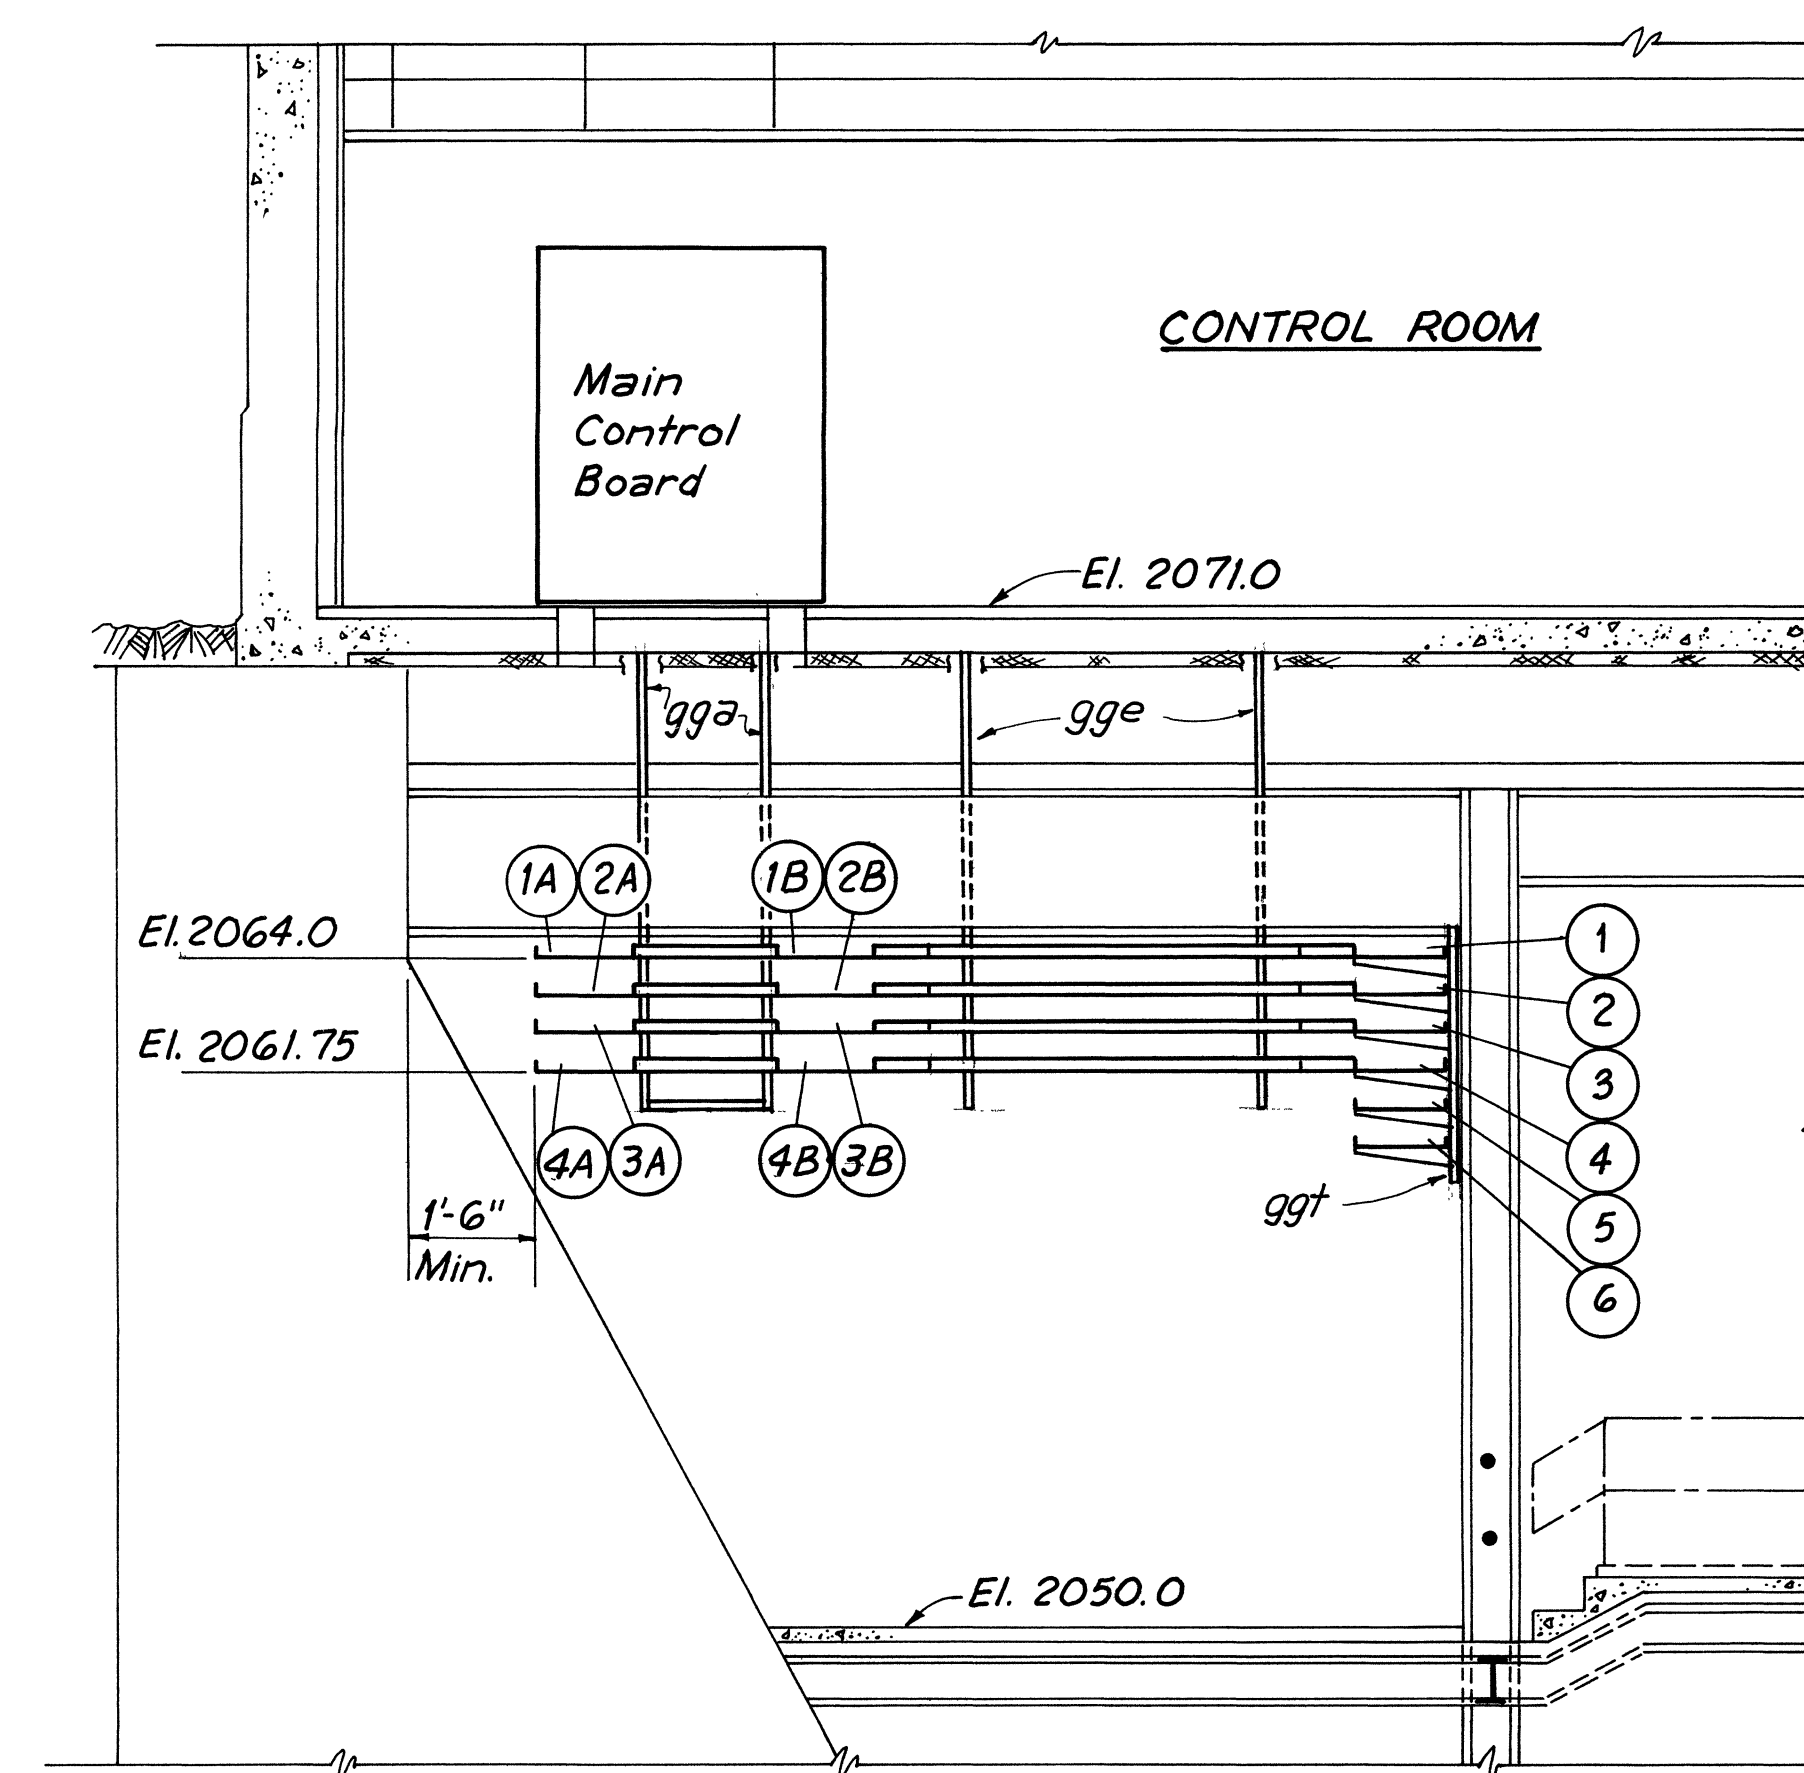 CONTROL ROOM
Main
Control
Board
El. 2071.0
gga
gge
1A
2A
1B
2B
El. 2064.0
1
2
El. 2061.75
3
4A
3A
4B
3B
4
ggt
1'-6"
Min.
5
6
El. 2050.0